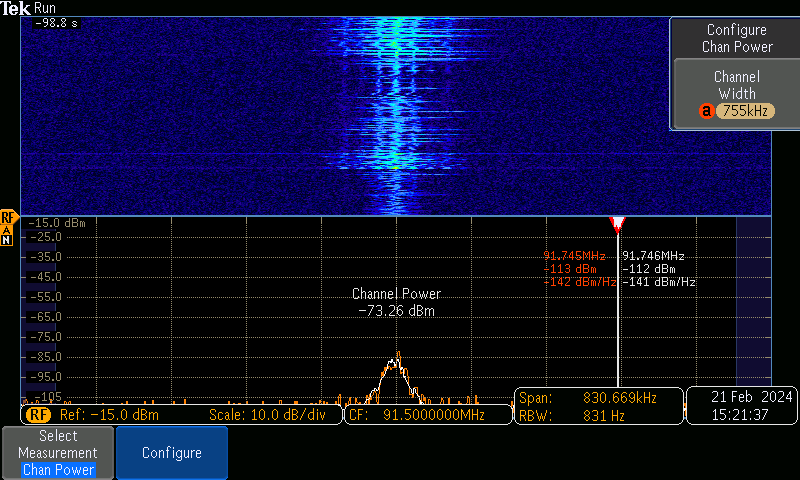 Tek Run
-98.8 s
Configure
Chan Power
Channel
Width
a 755kHz
RF
A
N
-15.0 dBm
-25.0
-35.0
-45.0
-55.0
-65.0
-75.0
-85.0
-95.0
-105
91.745MHz
-113 dBm
-142 dBm/Hz
91.746MHz
-112 dBm
-141 dBm/Hz
Channel Power
-73.26 dBm
RF Ref: -15.0 dBm Scale: 10.0 dB/div
CF: 91.5000000MHz
Span: 830.669kHz
RBW: 831 Hz
21 Feb 2024
15:21:37
Select
Measurement
Chan Power
Configure